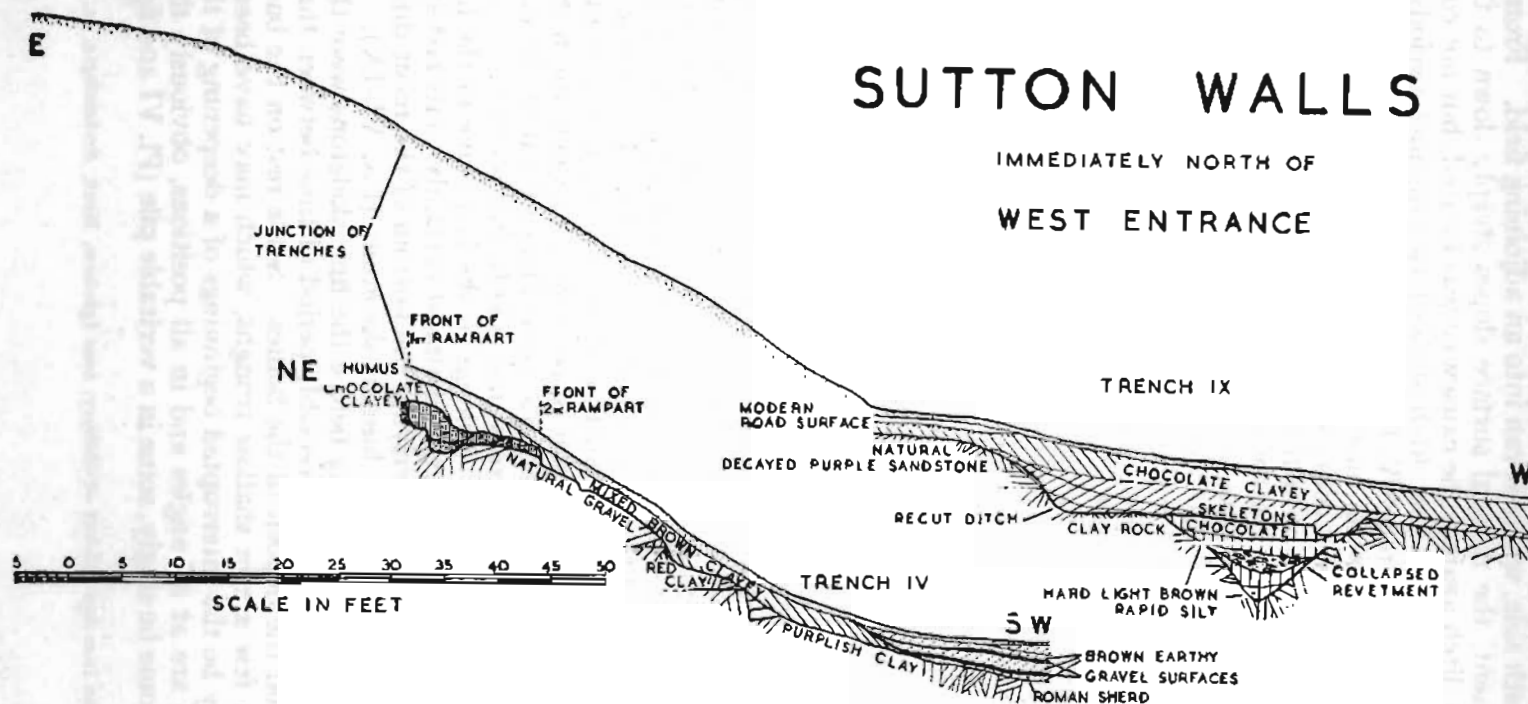 E
SUTTON WALLS
IMMEDIATELY NORTH OF
WEST ENTRANCE
JUNCTION OF
TRENCHES
FRONT OF
1ST RAMPART
NE
HUMUS
CHOCOLATE
CLAYEY
FRONT OF
2ND RAMPART
NATURAL GRAVEL
MIXED BROWN CLAYEY
RED
CLAY
PURPLISH CLAY
TRENCH IV
SW
BROWN EARTHY
GRAVEL SURFACES
ROMAN SHERD
TRENCH IX
MODERN
ROAD SURFACE
NATURAL
DECAYED PURPLE SANDSTONE
W
CHOCOLATE CLAYEY
SKELETONS
CHOCOLATE
RECUT DITCH
CLAY ROCK
HARD LIGHT BROWN
RAPID SILT
COLLAPSED
REVETMENT
5 0 5 10 15 20 25 30 35 40 45 50
SCALE IN FEET